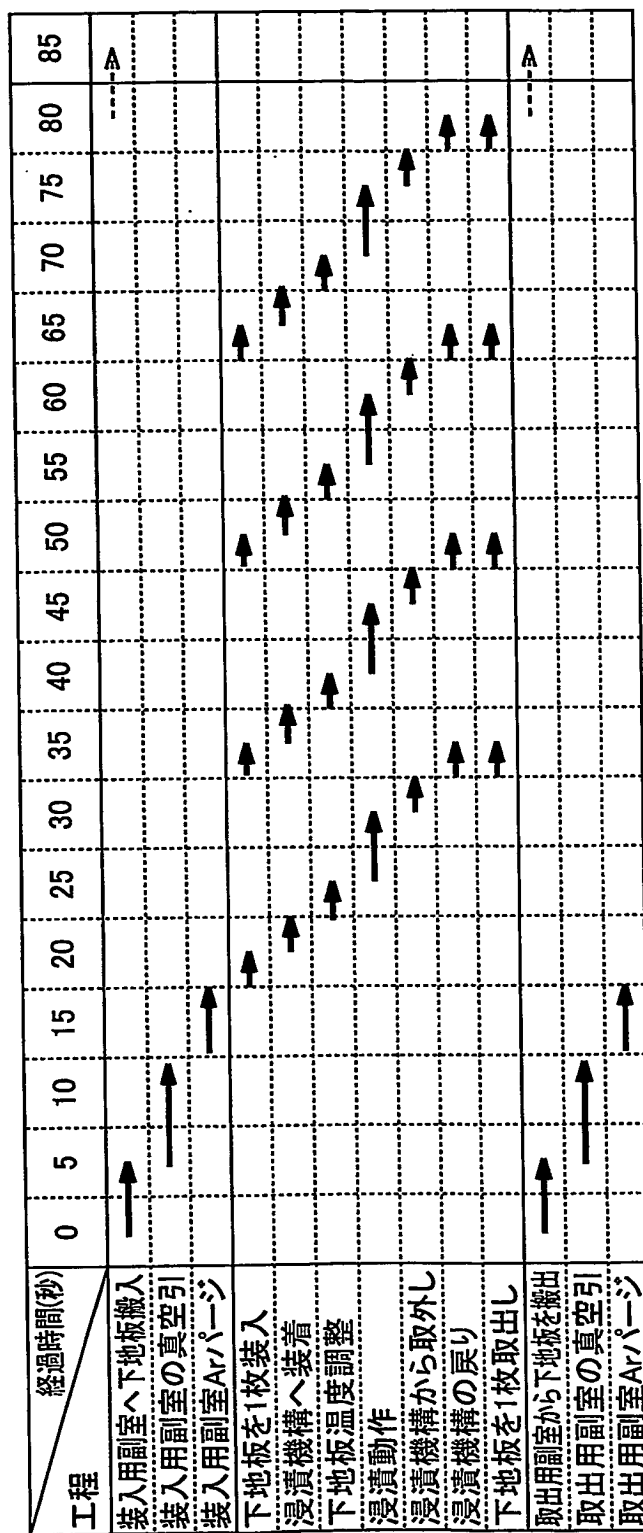 工程 経過時間(秒) 0 5 10 15 20 25 30 35 40 45 50 55 60 65 70 75 80 85
装入用副室へ下地板搬入
装入用副室の真空引
装入用副室Arパージ
下地板を1枚装入
浸漬機構へ装着
下地板温度調整
浸漬動作
浸漬機構から取外し
浸漬機構の戻り
下地板を1枚取出し
取出用副室から下地板を搬出
取出用副室の真空引
取出用副室Arパージ